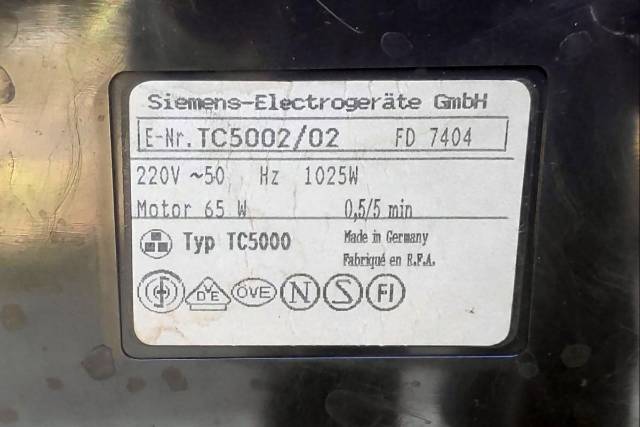 Siemens-Electrogeräte GmbH
E-Nr. TC5002/02 FD 7404
220V ~50 Hz 1025W
Motor 65 W 0,5/5 min
Typ TC5000
Made in Germany
Fabriqué en R.F.A.
VDE ÖVE N S FI